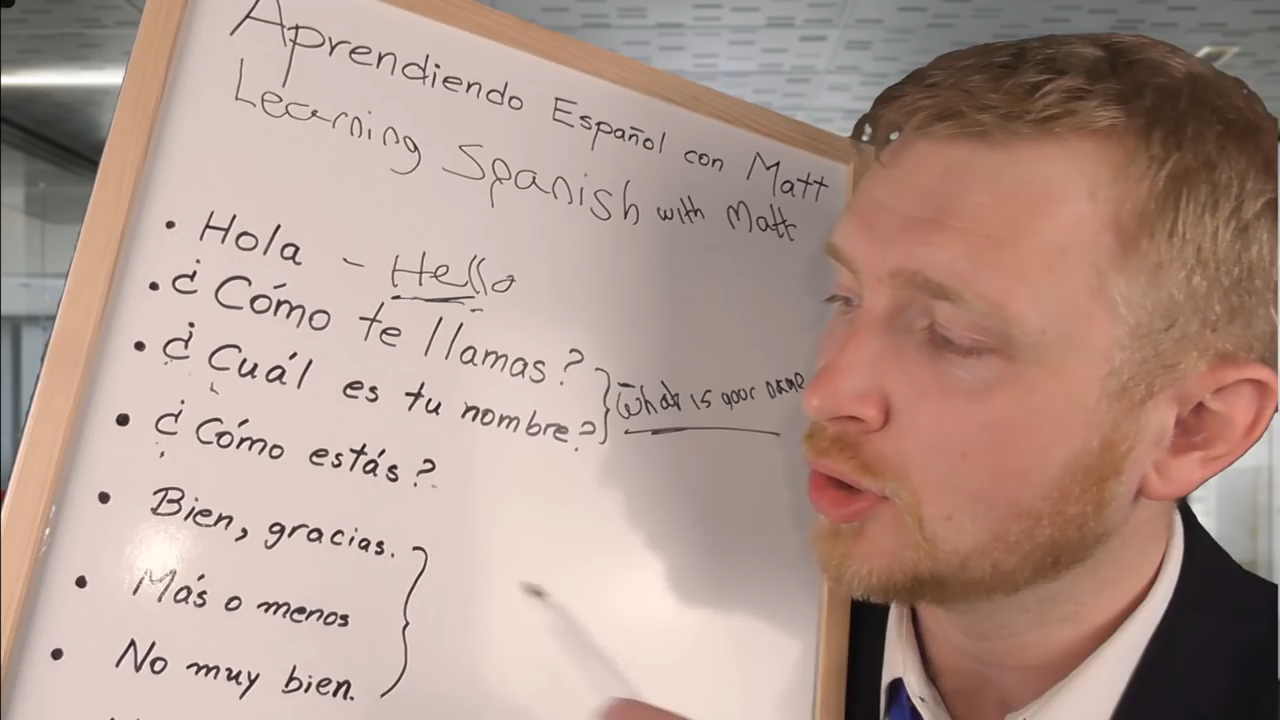 Aprendiendo Español con Matt
Learning Spanish with Matt
• Hola - Hello
• ¿Cómo te llamas?
• ¿Cuál es tu nombre? } What is your name
• ¿Cómo estás?
• Bien, gracias.
• Más o menos
• No muy bien.